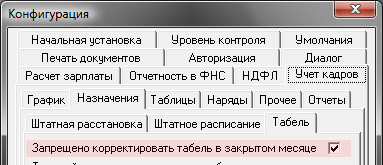 Конфигурация
Начальная установка Уровень контроля Умолчания
Печать документов Авторизация Диалог
Расчет зарплаты Отчетность в ФНС НДФЛ Учет кадров
График Назначения Таблицы Наряды Прочее Отчеты
Штатная расстановка Штатное расписание Табель
Запрещено корректировать табель в закрытом месяце